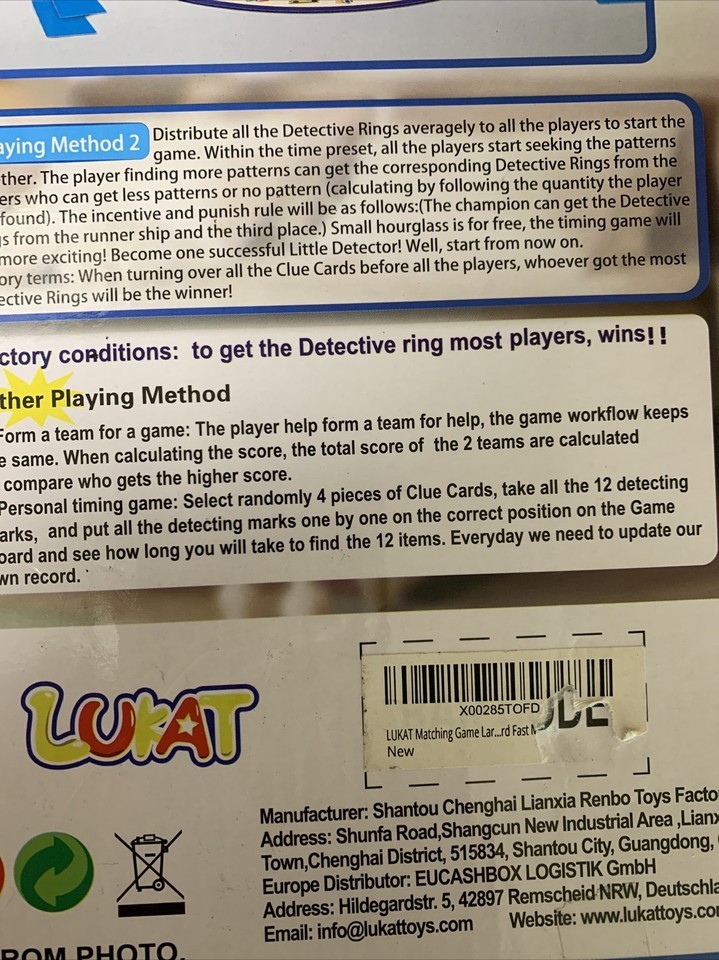 aying Method 2
Distribute all the Detective Rings averagely to all the players to start the
game. Within the time preset, all the players start seeking the patterns
ther. The player finding more patterns can get the corresponding Detective Rings from the
ers who can get less patterns or no pattern (calculating by following the quantity the player
found). The incentive and punish rule will be as follows:(The champion can get the Detective
gs from the runner ship and the third place.) Small hourglass is for free, the timing game will
more exciting! Become one successful Little Detector! Well, start from now on.
ory terms: When turning over all the Clue Cards before all the players, whoever got the most
ective Rings will be the winner!
ctory conditions: to get the Detective ring most players, wins!!
ther Playing Method
Form a team for a game: The player help form a team for help, the game workflow keeps
e same. When calculating the score, the total score of the 2 teams are calculated
compare who gets the higher score.
Personal timing game: Select randomly 4 pieces of Clue Cards, take all the 12 detecting
arks, and put all the detecting marks one by one on the correct position on the Game
oard and see how long you will take to find the 12 items. Everyday we need to update our
wn record.
LUKAT
X00285TOFD
LUKAT Matching Game Lar...rd Fast
New
Manufacturer: Shantou Chenghai Lianxia Renbo Toys Facto
Address: Shunfa Road,Shangcun New Industrial Area ,Lianx
Town,Chenghai District, 515834, Shantou City, Guangdong,
Europe Distributor: EUCASHBOX LOGISTIK GmbH
Address: Hildegardstr. 5, 42897 Remscheid NRW, Deutschla
Email: info@lukattoys.com Website: www.lukattoys.co
ROM PHOTO.